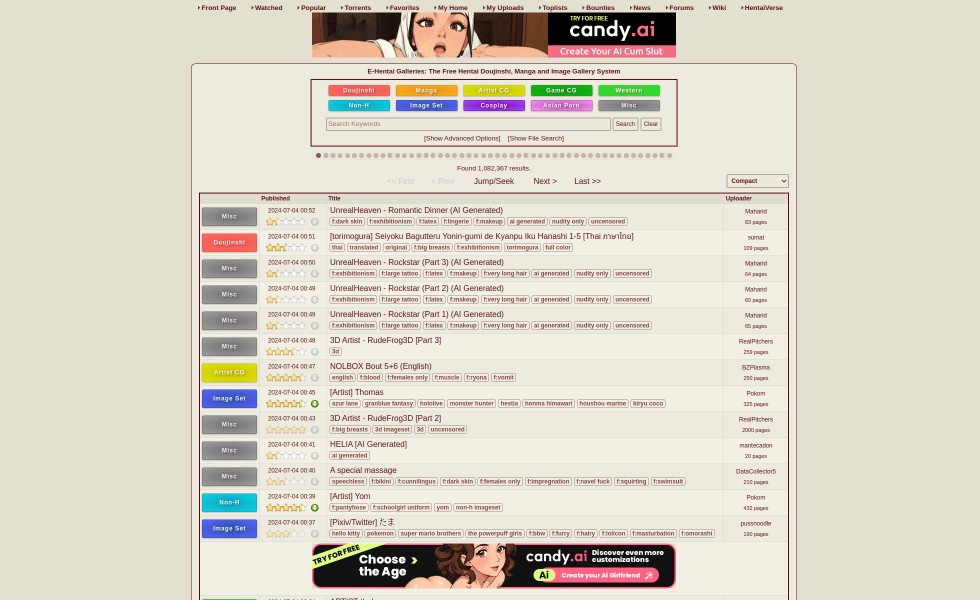 Front Page Watched Popular Torrents Favorites My Home My Uploads Toplists Bounties News Forums Wiki HentaiVerse
TRY FOR FREE
candy.ai
Create Your AI Cum Slut
E-Hentai Galleries: The Free Hentai Doujinshi, Manga and Image Gallery System
Doujinshi Manga Artist CG Game CG Western
Non-H Image Set Cosplay Asian Porn Misc
Search Keywords Search Clear
[Show Advanced Options] [Show File Search]
Found 1,082,367 results.
<< First < Prev Jump/Seek Next > Last >> Compact
Published Title Uploader
Misc 2024-07-04 00:52 UnrealHeaven - Romantic Dinner (AI Generated) Maharid
f:dark skin f:exhibitionism f:latex f:lingerie f:makeup ai generated nudity only uncensored 83 pages
Doujinshi 2024-07-04 00:51 [torimogura] Seiyoku Bagutteru Yonin-gumi de Kyanpu Iku Hanashi 1-5 [Thai ภาษาไทย] sumat
thai translated original f:big breasts f:exhibitionism torimogura full color 109 pages
Misc 2024-07-04 00:50 UnrealHeaven - Rockstar (Part 3) (AI Generated) Maharid
f:exhibitionism f:large tattoo f:latex f:makeup f:very long hair ai generated nudity only uncensored 64 pages
Misc 2024-07-04 00:49 UnrealHeaven - Rockstar (Part 2) (AI Generated) Maharid
f:exhibitionism f:large tattoo f:latex f:makeup f:very long hair ai generated nudity only uncensored 60 pages
Misc 2024-07-04 00:49 UnrealHeaven - Rockstar (Part 1) (AI Generated) Maharid
f:exhibitionism f:large tattoo f:latex f:makeup f:very long hair ai generated nudity only uncensored 65 pages
Misc 2024-07-04 00:48 3D Artist - RudeFrog3D [Part 3] RealPitchers
3d 259 pages
Artist CG 2024-07-04 00:47 NOLBOX Bout 5+6 (English) BZPlasma
english f:blood f:females only f:muscle f:ryona f:vomit 250 pages
Image Set 2024-07-04 00:45 [Artist] Thomas Pokom
azur lane granblue fantasy hololive monster hunter hestia honma himawari houshou marine kiryu coco 325 pages
Misc 2024-07-04 00:43 3D Artist - RudeFrog3D [Part 2] RealPitchers
f:big breasts 3d imageset 3d uncensored 2000 pages
Misc 2024-07-04 00:41 HELIA [AI Generated] mantecadon
ai generated 20 pages
Misc 2024-07-04 00:40 A special massage DataCollector5
speechless f:bikini f:cunnilingus f:dark skin f:females only f:impregnation f:navel fuck f:squirting f:swimsuit 210 pages
Non-H 2024-07-04 00:39 [Artist] Yom Pokom
f:pantyhose f:schoolgirl uniform yom non-h imageset 432 pages
Image Set 2024-07-04 00:37 [Pixiv/Twitter] たま pussnoodle
hello kitty pokemon super mario brothers the powerpuff girls f:bbw f:furry f:hairy f:lolicon f:masturbation f:omorashi 190 pages
TRY FOR FREE
Choose
the Age
candy.ai Discover even more
customizations
Ai Create your AI Girlfriend